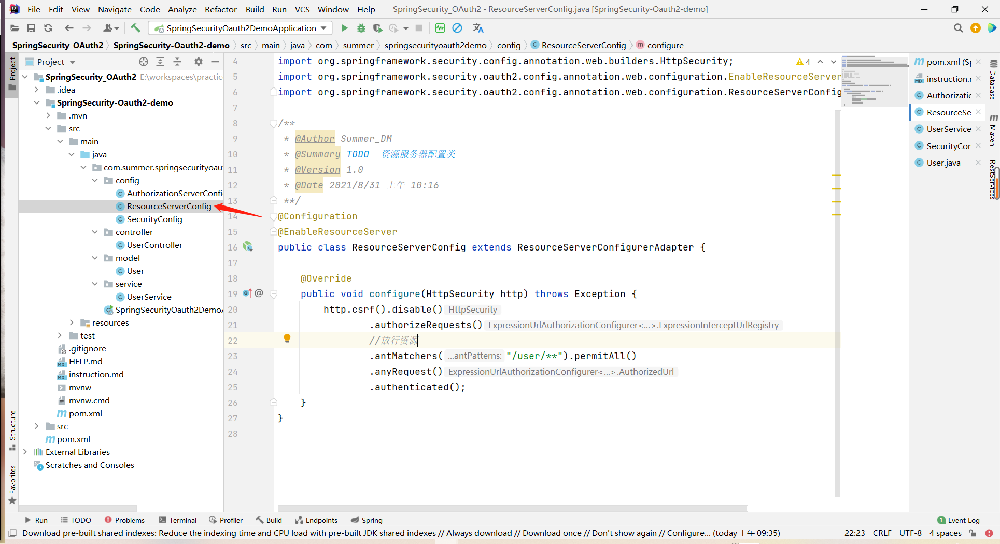 File Edit View Navigate Code Analyze Refactor Build Run VCS Window Help SpringSecurity_OAuth2 - ResourceServerConfig.java [SpringSecurity-Oauth2-demo]
SpringSecurityOauth2DemoApplication
SpringSecurity_OAuth2 SpringSecurity-Oauth2-demo src main java com summer springsecurityoauth2demo config ResourceServerConfig configure
Project
Structure
Favorites
Project
SpringSecurity_OAuth2 E:\workspaces\practice
.idea
SpringSecurity-Oauth2-demo
.mvn
src
main
java
com.summer.springsecurityoau
config
AuthorizationServerConfi
ResourceServerConfig
SecurityConfig
controller
UserController
model
User
service
UserService
SpringSecurityOauth2DemoA
resources
test
.gitignore
HELP.md
instruction.md
mvnw
mvnw.cmd
pom.xml
src
pom.xml
External Libraries
Scratches and Consoles
4 import org.springframework.security.config.annotation.web.builders.HttpSecurity;
5 import org.springframework.security.oauth2.config.annotation.web.configuration.EnableResourceServer
6 import org.springframework.security.oauth2.config.annotation.web.configuration.ResourceServerConfig
7
8 /**
9 * @Author Summer_DM
10 * @Summary TODO 资源服务器配置类
11 * @Version 1.0
12 * @Date 2021/8/31 上午 10:16
13 **/
14 @Configuration
15 @EnableResourceServer
16 public class ResourceServerConfig extends ResourceServerConfigurerAdapter {
17
18 @Override
19 public void configure(HttpSecurity http) throws Exception {
20 http.csrf().disable() HttpSecurity
21 .authorizeRequests() ExpressionUrlAuthorizationConfigurer<...>.ExpressionInterceptUrlRegistry
22 //放行资源
23 .antMatchers( ...antPatterns: "/user/**").permitAll()
24 .anyRequest() ExpressionUrlAuthorizationConfigurer<...>.AuthorizedUrl
25 .authenticated();
26 }
27 }
28
4
pom.xml (Sp
instruction.r
Authorizatic
ResourceSe
UserService
SecurityCon
User.java
Database
Maven
RestServices
Run TODO Problems Terminal Profiler Build Endpoints Spring 1 Event Log
Download pre-built shared indexes: Reduce the indexing time and CPU load with pre-built JDK shared indexes // Always download // Download once // Don't show again // Configure... (today 上午 09:35) 22:23 CRLF UTF-8 4 spaces